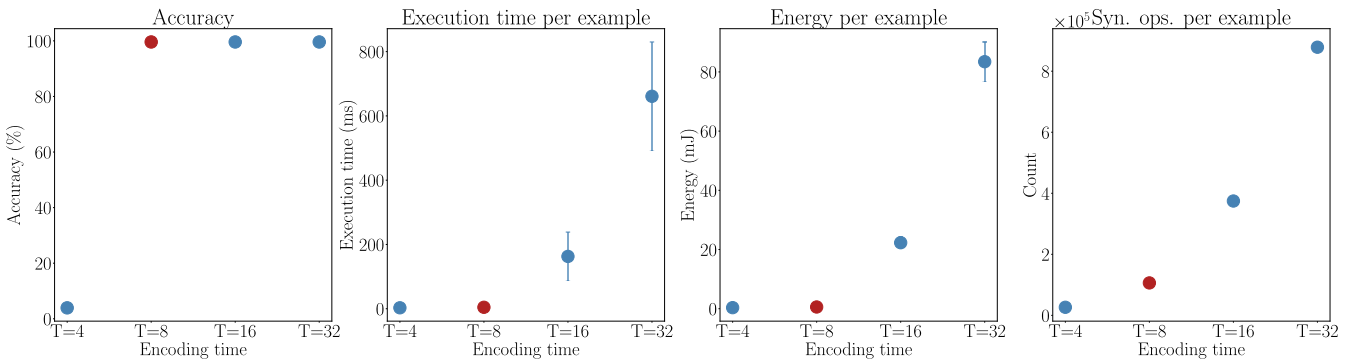 Accuracy
Accuracy (%)
100
80
60
40
20
0
T=4 T=8 T=16 T=32
Encoding time
Execution time per example
Execution time (ms)
800
600
400
200
0
T=4 T=8 T=16 T=32
Encoding time
Energy per example
Energy (mJ)
80
60
40
20
0
T=4 T=8 T=16 T=32
Encoding time
×10⁵Syn. ops. per example
Count
8
6
4
2
0
T=4 T=8 T=16 T=32
Encoding time